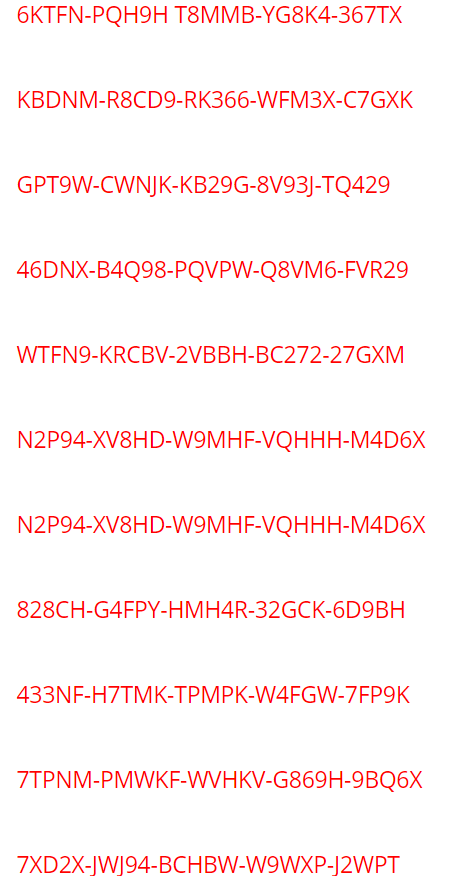 6KTFN-PQH9H T8MMB-YG8K4-367TX
KBDNM-R8CD9-RK366-WFM3X-C7GXK
GPT9W-CWNJK-KB29G-8V93J-TQ429
46DNX-B4Q98-PQVPW-Q8VM6-FVR29
WTFN9-KRCBV-2VBBH-BC272-27GXM
N2P94-XV8HD-W9MHF-VQHHH-M4D6X
N2P94-XV8HD-W9MHF-VQHHH-M4D6X
828CH-G4FPY-HMH4R-32GCK-6D9BH
433NF-H7TMK-TPMPK-W4FGW-7FP9K
7TPNM-PMWKF-WVHKV-G869H-9BQ6X
7XD2X-JWJ94-BCHBW-W9WXP-J2WPT